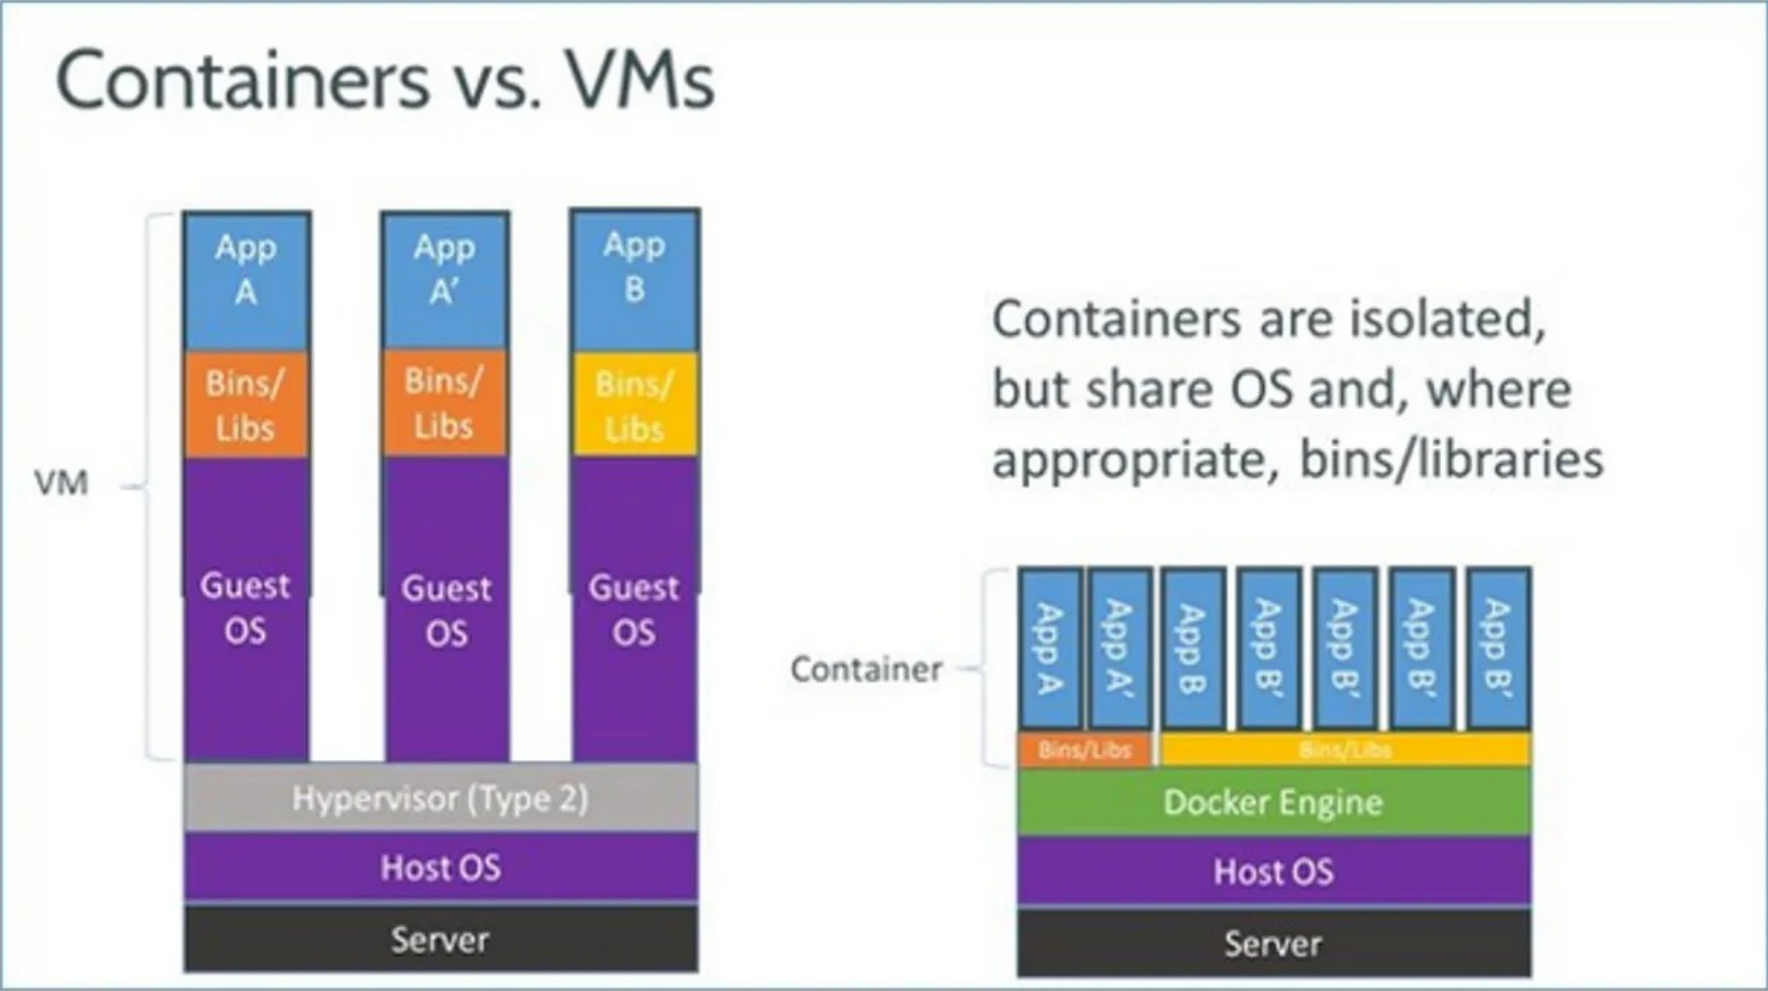 Containers vs. VMs
VM
App
A
Bins/
Libs
Guest
OS
App
A’
Bins/
Libs
Guest
OS
App
B
Bins/
Libs
Guest
OS
Hypervisor (Type 2)
Host OS
Server
Containers are isolated,
but share OS and, where
appropriate, bins/libraries
Container
App A
App A’
App B
App B’
App B’
App B’
App B’
Bins/Libs
Bins/Libs
Docker Engine
Host OS
Server